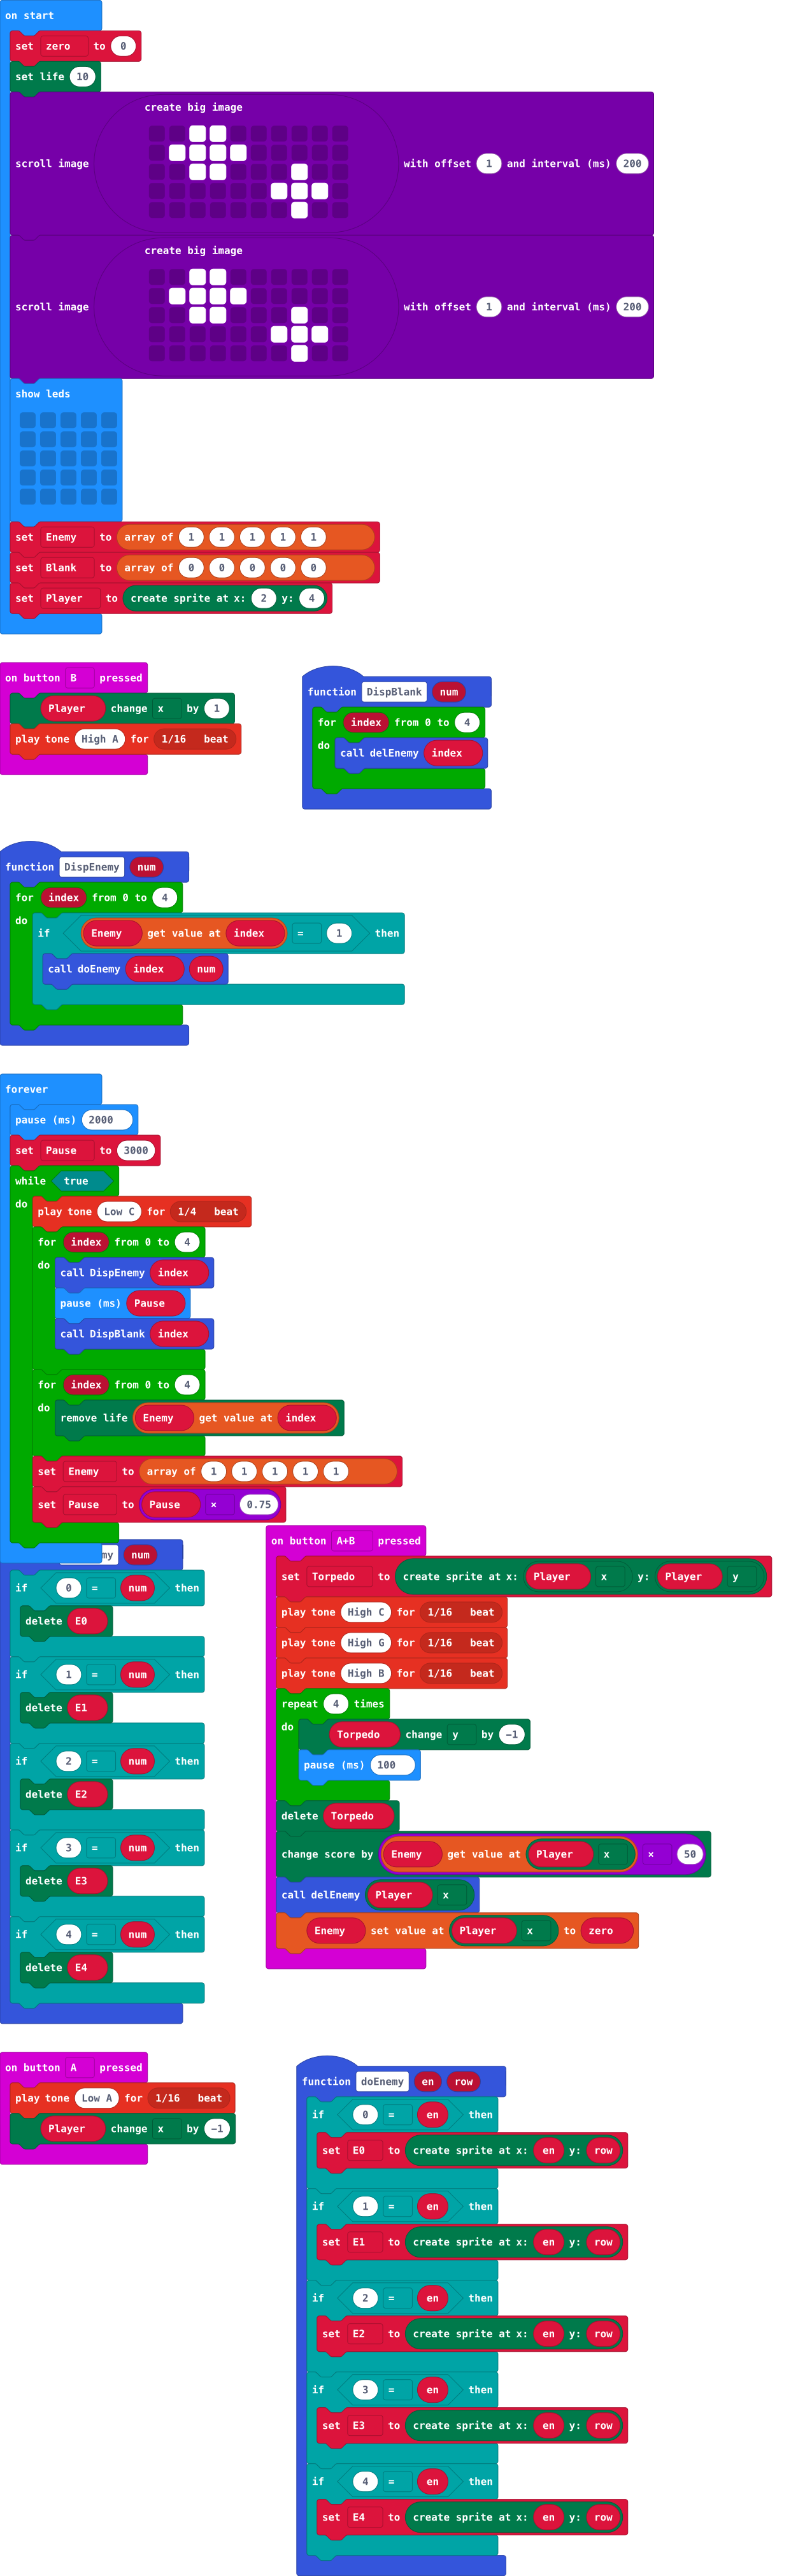 on start
set zero to 0
set life 10
create big image
scroll image with offset 1 and interval (ms) 200
create big image
scroll image with offset 1 and interval (ms) 200
show leds
set Enemy to array of 1 1 1 1 1
set Blank to array of 0 0 0 0 0
set Player to create sprite at x: 2 y: 4
on button B pressed
Player change x by 1
play tone High A for 1/16 beat
function DispBlank num
for index from 0 to 4
do call delEnemy index
function DispEnemy num
for index from 0 to 4
do if Enemy get value at index = 1 then
call doEnemy index num
forever
pause (ms) 2000
set Pause to 3000
while true
do play tone Low C for 1/4 beat
for index from 0 to 4
do call DispEnemy index
pause (ms) Pause
call DispBlank index
for index from 0 to 4
do remove life Enemy get value at index
set Enemy to array of 1 1 1 1 1
set Pause to Pause × 0.75
my num
if 0 = num then
delete E0
if 1 = num then
delete E1
if 2 = num then
delete E2
if 3 = num then
delete E3
if 4 = num then
delete E4
on button A+B pressed
set Torpedo to create sprite at x: Player x y: Player y
play tone High C for 1/16 beat
play tone High G for 1/16 beat
play tone High B for 1/16 beat
repeat 4 times
do Torpedo change y by -1
pause (ms) 100
delete Torpedo
change score by Enemy get value at Player x × 50
call delEnemy Player x
Enemy set value at Player x to zero
on button A pressed
play tone Low A for 1/16 beat
Player change x by -1
function doEnemy en row
if 0 = en then
set E0 to create sprite at x: en y: row
if 1 = en then
set E1 to create sprite at x: en y: row
if 2 = en then
set E2 to create sprite at x: en y: row
if 3 = en then
set E3 to create sprite at x: en y: row
if 4 = en then
set E4 to create sprite at x: en y: row